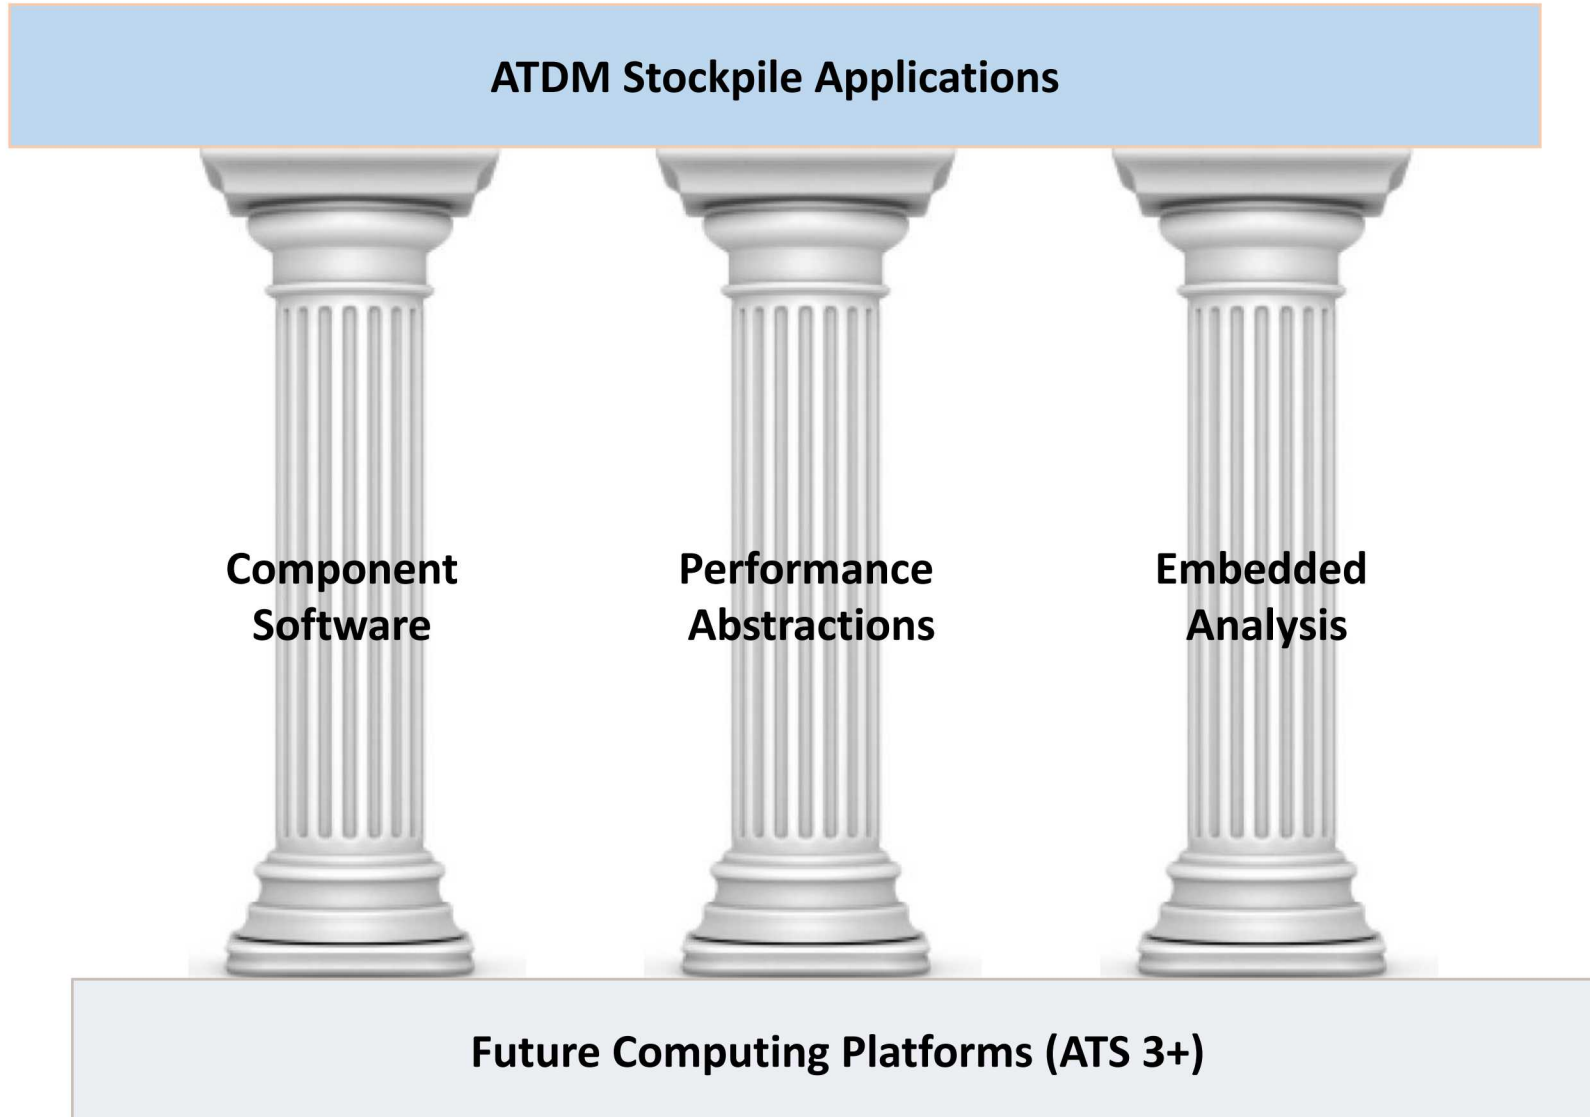 ATDM Stockpile Applications
Component
Software
Performance
Abstractions
Embedded
Analysis
Future Computing Platforms (ATS 3+)